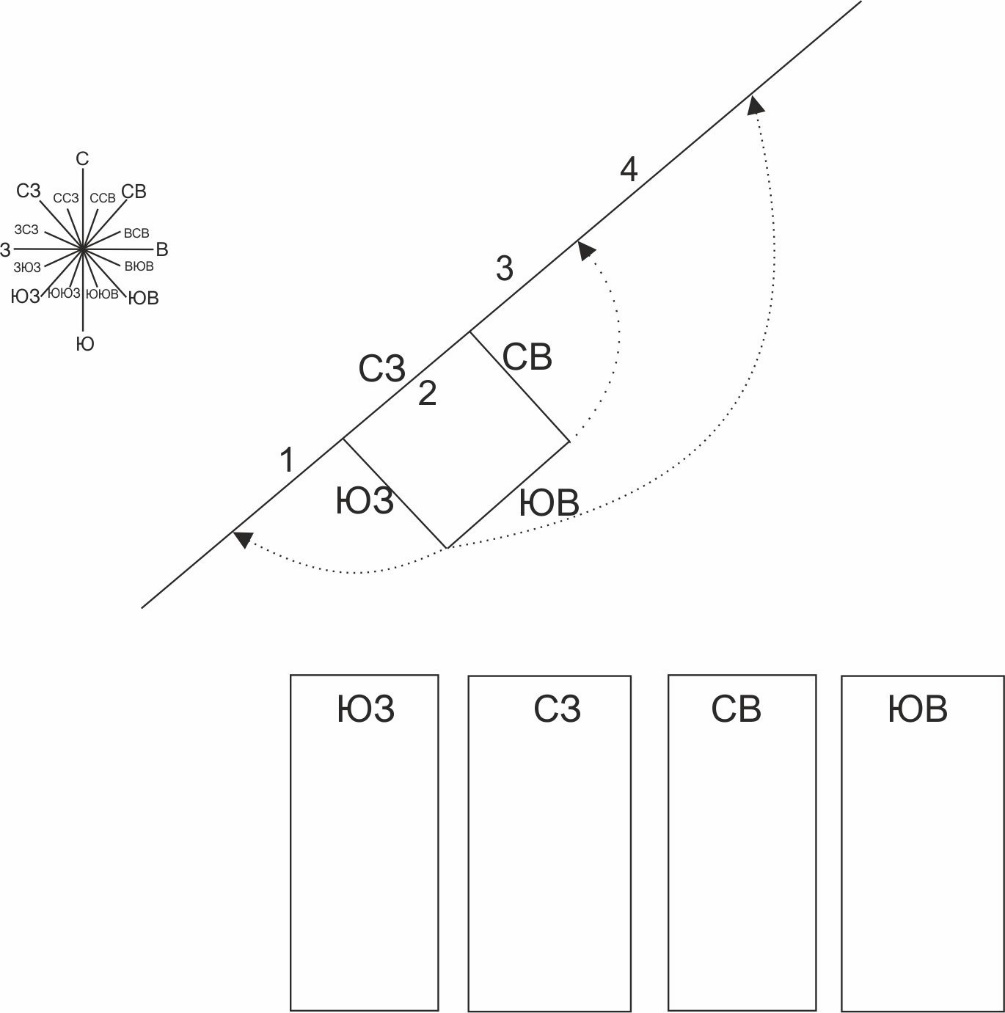 С
СЗ ССЗ ССВ СВ
ЗСЗ ВСВ
З В
ЗЮЗ ВЮВ
ЮЗ ЮЮЗ ЮЮВ ЮВ
Ю
4
3
СЗ СВ
2
1
ЮЗ ЮВ
ЮЗ СЗ СВ ЮВ